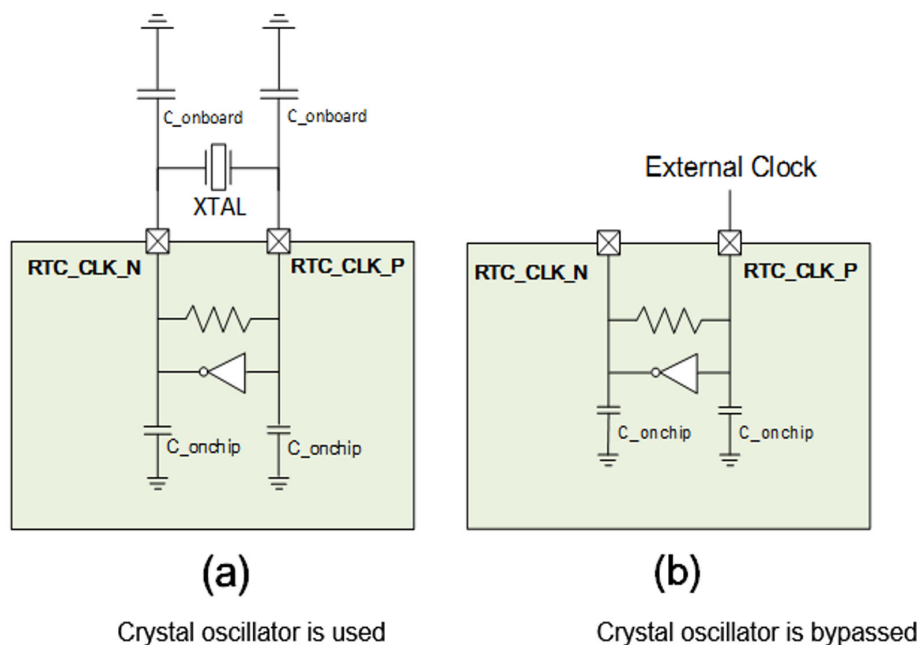 C_onboard
C_onboard
XTAL
External Clock
RTC_CLK_N
RTC_CLK_P
RTC_CLK_N
RTC_CLK_P
C_onchip
C_onchip
C_onchip
C_onchip
(a)
(b)
Crystal oscillator is used
Crystal oscillator is bypassed